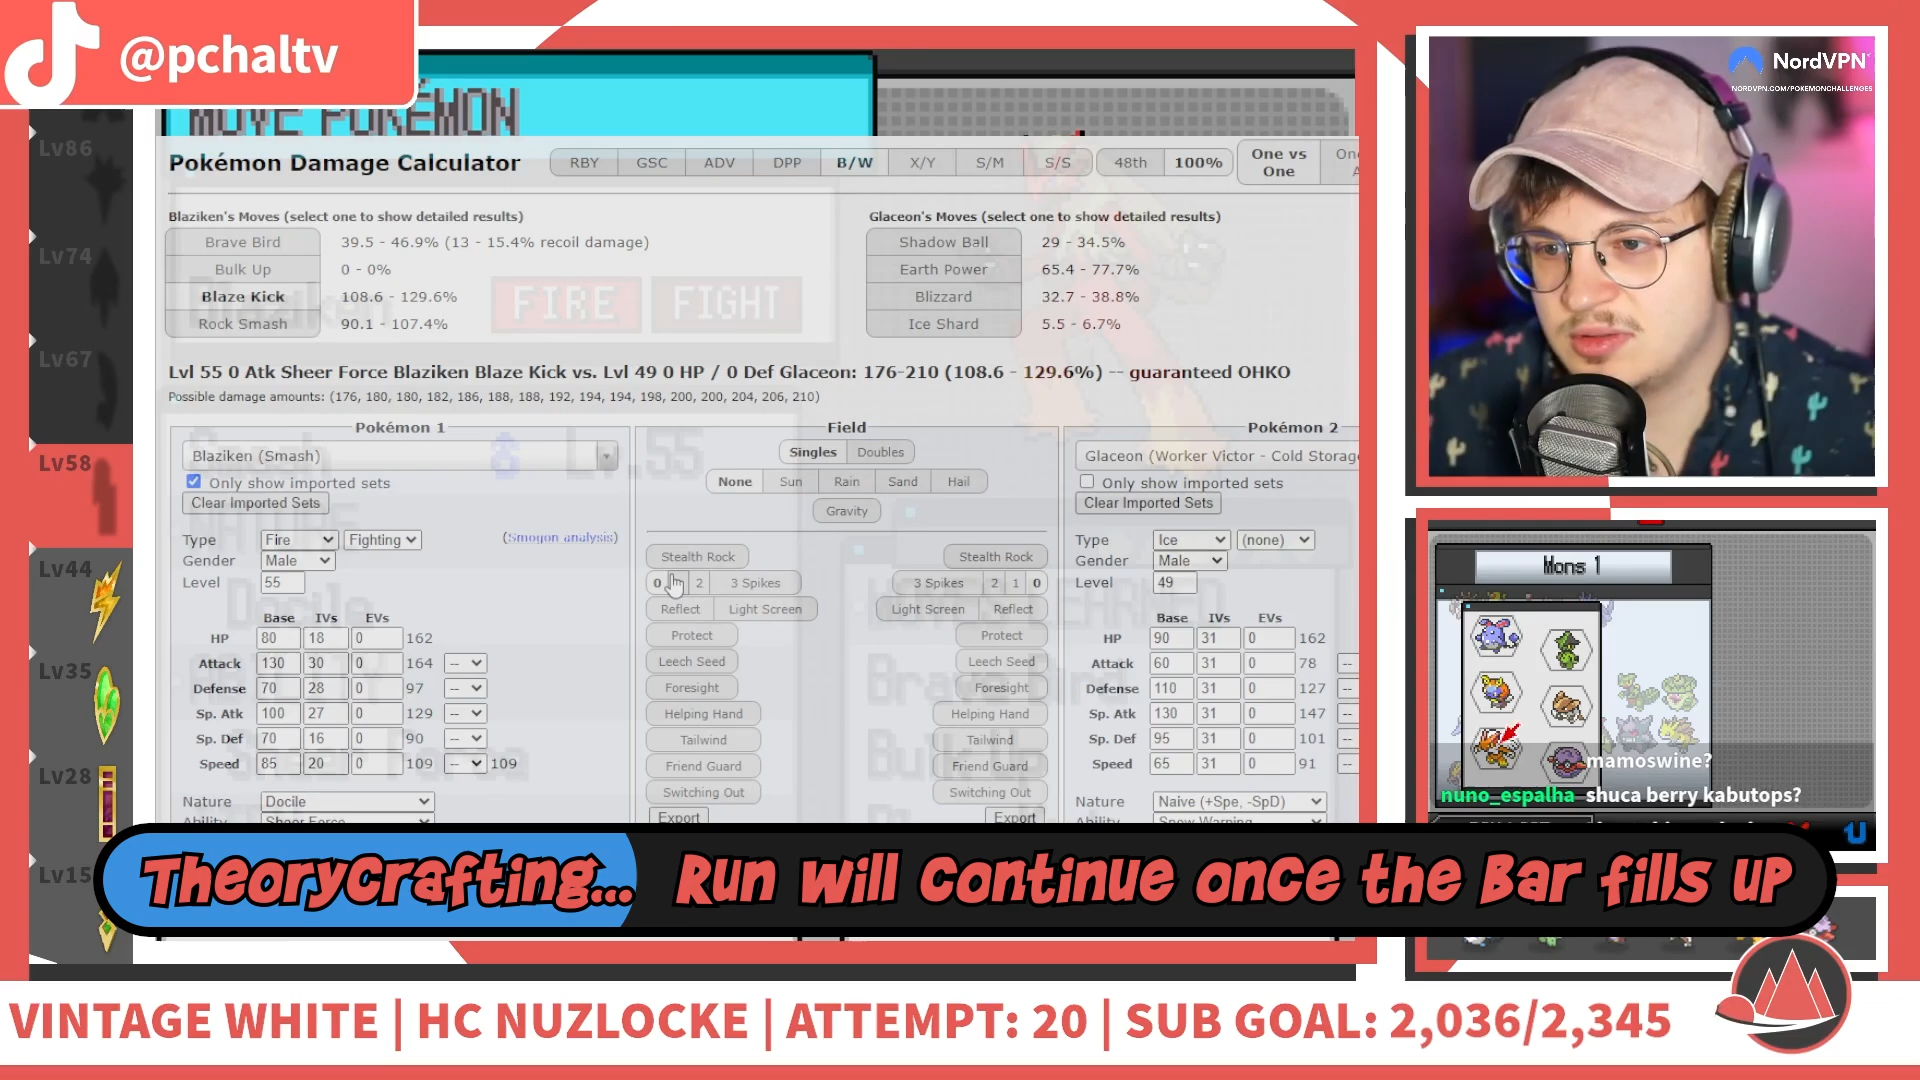 @pchaltv
MOVE POKÉMON
Pokémon Damage Calculator
RBY GSC ADV DPP B/W X/Y S/M S/S
48th 100%
One vs One
Blaziken's Moves (select one to show detailed results)
Brave Bird 39.5 - 46.9% (13 - 15.4% recoil damage)
Bulk Up 0 - 0%
Blaze Kick 108.6 - 129.6%
Rock Smash 90.1 - 107.4%
FIRE FIGHT
Glaceon's Moves (select one to show detailed results)
Shadow Ball 29 - 34.5%
Earth Power 65.4 - 77.7%
Blizzard 32.7 - 38.8%
Ice Shard 5.5 - 6.7%
Lvl 55 0 Atk Sheer Force Blaziken Blaze Kick vs. Lvl 49 0 HP / 0 Def Glaceon: 176-210 (108.6 - 129.6%) -- guaranteed OHKO
Possible damage amounts: (176, 180, 180, 182, 186, 188, 188, 192, 194, 194, 198, 200, 200, 204, 206, 210)
Pokémon 1
Blaziken (Smash)
Only show imported sets
Clear Imported Sets
Type Fire Fighting (Smogon analysis)
Gender Male
Level 55
Base IVs EVs
HP 80 18 0 162
Attack 130 30 0 164 --
Defense 70 28 0 97 --
Sp. Atk 100 27 0 129 --
Sp. Def 70 16 0 90 --
Speed 85 20 0 109 -- 109
Nature Docile
Ability Sheer Force
Lv.55
Field
Singles Doubles
None Sun Rain Sand Hail
Gravity
Stealth Rock Stealth Rock
0 2 3 Spikes 3 Spikes 2 1 0
Reflect Light Screen Light Screen Reflect
Protect Protect
Leech Seed Leech Seed
Foresight Foresight
Helping Hand Helping Hand
Tailwind Tailwind
Friend Guard Friend Guard
Switching Out Switching Out
Export Export
Pokémon 2
Glaceon (Worker Victor - Cold Storag
Only show imported sets
Clear Imported Sets
Type Ice (none)
Gender Male
Level 49
Base IVs EVs
HP 90 31 0 162
Attack 60 31 0 78 --
Defense 110 31 0 127 --
Sp. Atk 130 31 0 147 --
Sp. Def 95 31 0 101 --
Speed 65 31 0 91 --
Nature Naive (+Spe, -SpD)
Ability Snow Warning
Lv86
Lv74
Lv67
Lv58
Lv44
Lv35
Lv28
Lv15
NordVPN
NORDVPN.COM/POKEMONCHALLENGES
Mons 1
mamoswine?
nuno_espalha shuca berry kabutops?
Theorycrafting... Run will continue once the Bar fills up
VINTAGE WHITE | HC NUZLOCKE | ATTEMPT: 20 | SUB GOAL: 2,036/2,345